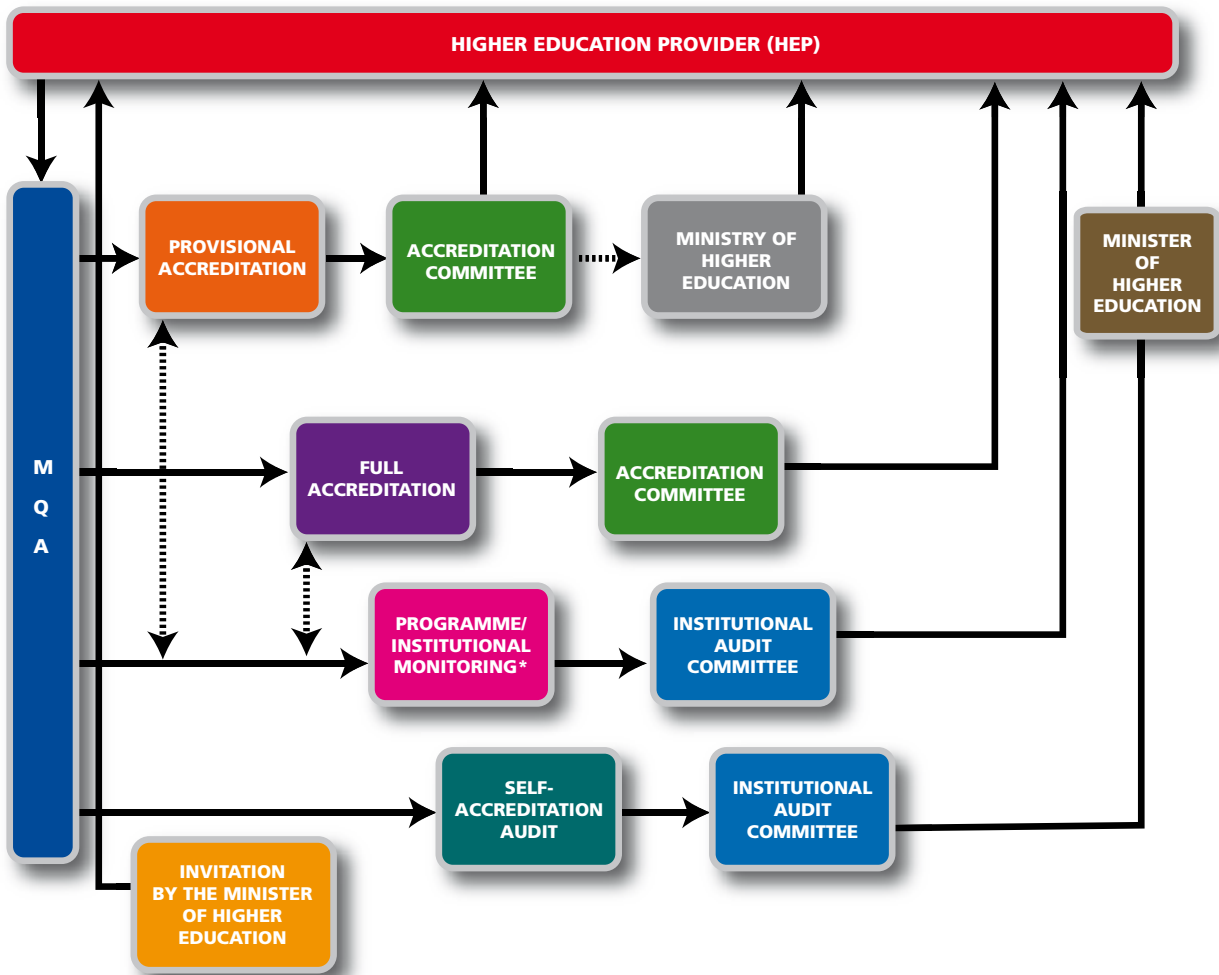 HIGHER EDUCATION PROVIDER (HEP)
PROVISIONAL
ACCREDITATION
ACCREDITATION
COMMITTEE
MINISTRY OF
HIGHER
EDUCATION
MINISTER
OF
HIGHER
EDUCATION
M
Q
A
FULL
ACCREDITATION
ACCREDITATION
COMMITTEE
PROGRAMME/
INSTITUTIONAL
MONITORING*
INSTITUTIONAL
AUDIT
COMMITTEE
SELF-
ACCREDITATION
AUDIT
INSTITUTIONAL
AUDIT
COMMITTEE
INVITATION
BY THE MINISTER
OF HIGHER
EDUCATION